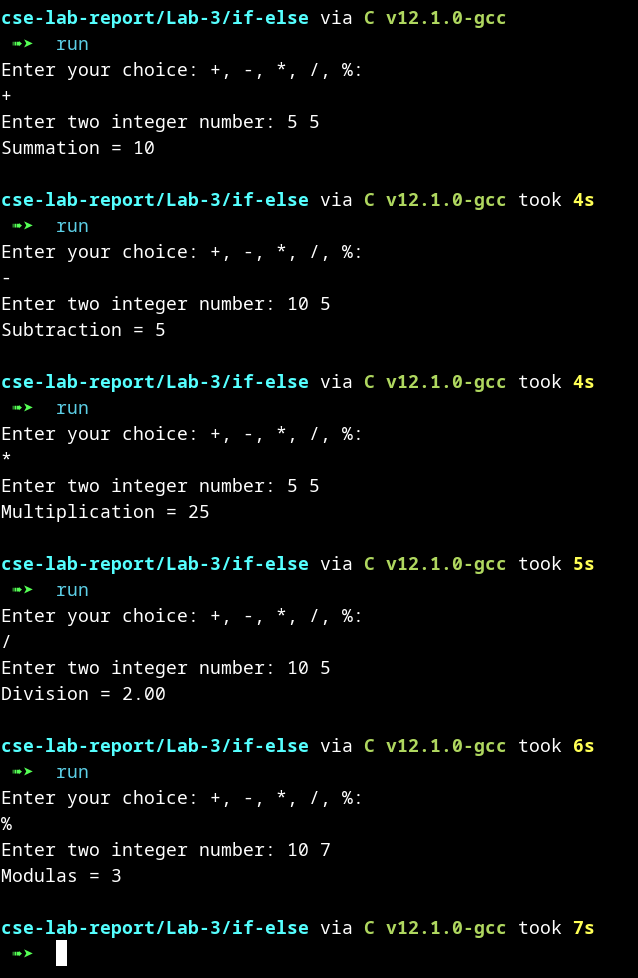 cse-lab-report/Lab-3/if-else via C v12.1.0-gcc
➠➤ run
Enter your choice: +, -, *, /, %:
+
Enter two integer number: 5 5
Summation = 10
cse-lab-report/Lab-3/if-else via C v12.1.0-gcc took 4s
➠➤ run
Enter your choice: +, -, *, /, %:
-
Enter two integer number: 10 5
Subtraction = 5
cse-lab-report/Lab-3/if-else via C v12.1.0-gcc took 4s
➠➤ run
Enter your choice: +, -, *, /, %:
*
Enter two integer number: 5 5
Multiplication = 25
cse-lab-report/Lab-3/if-else via C v12.1.0-gcc took 5s
➠➤ run
Enter your choice: +, -, *, /, %:
/
Enter two integer number: 10 5
Division = 2.00
cse-lab-report/Lab-3/if-else via C v12.1.0-gcc took 6s
➠➤ run
Enter your choice: +, -, *, /, %:
%
Enter two integer number: 10 7
Modulas = 3
cse-lab-report/Lab-3/if-else via C v12.1.0-gcc took 7s
➠➤